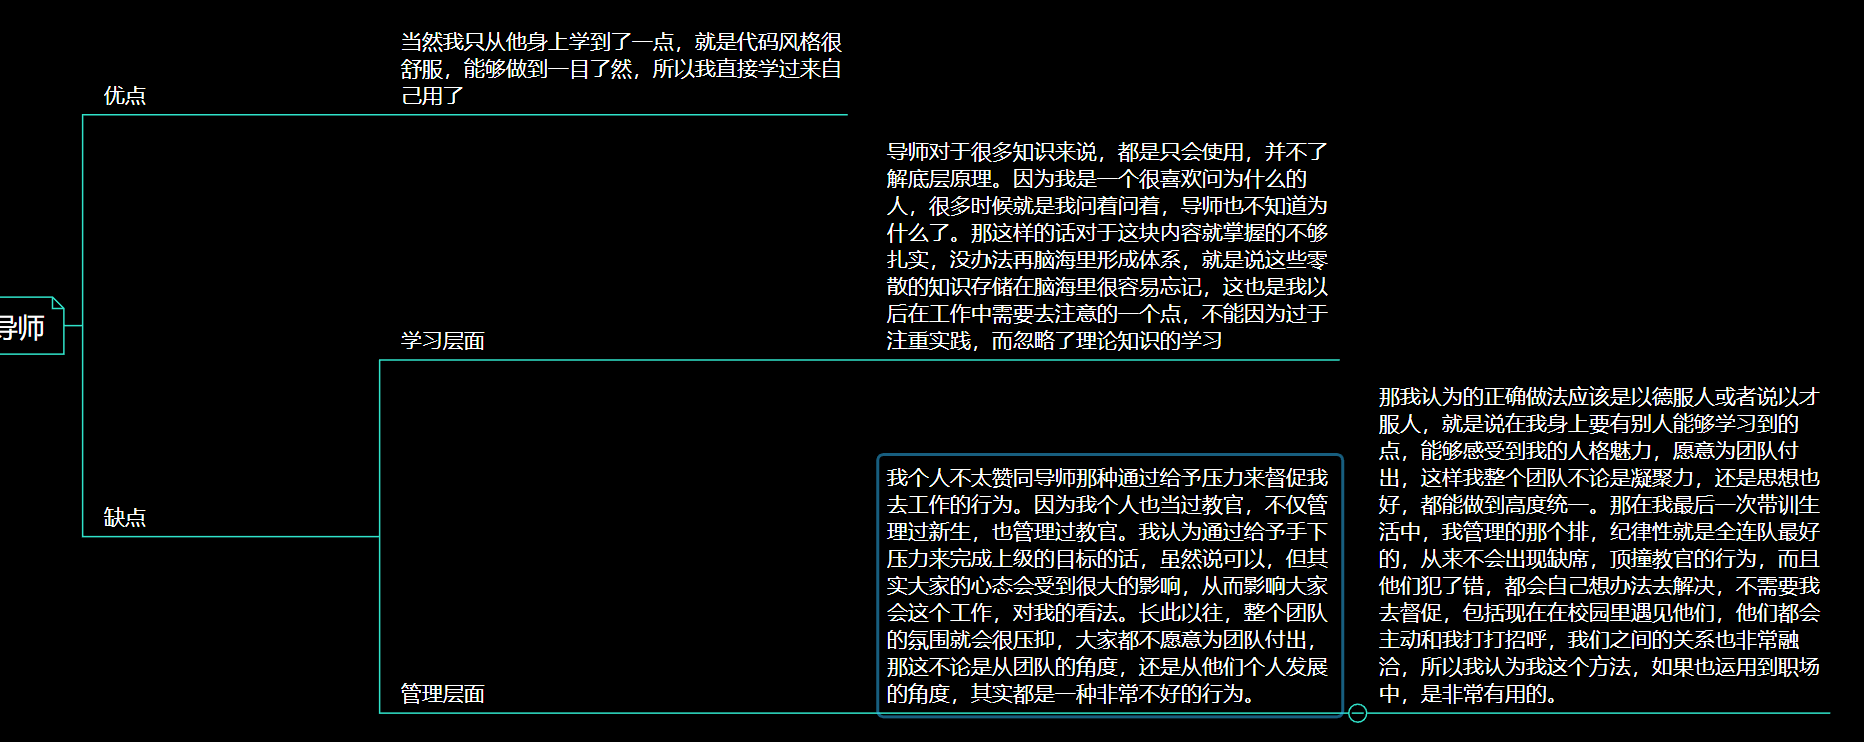 导师
优点
当然我只从他身上学到了一点，就是代码风格很
舒服，能够做到一目了然，所以我直接学过来自
己用了
缺点
学习层面
导师对于很多知识来说，都是只会使用，并不了
解底层原理。因为我是一个很喜欢问为什么的
人，很多时候就是我问着问着，导师也不知道为
什么了。那这样的话对于这块内容就掌握的不够
扎实，没办法再脑海里形成体系，就是说这些零
散的知识存储在脑海里很容易忘记，这也是我以
后在工作中需要去注意的一个点，不能因为过于
注重实践，而忽略了理论知识的学习
管理层面
我个人不太赞同导师那种通过给予压力来督促我
去工作的行为。因为我个人也当过教官，不仅管
理过新生，也管理过教官。我认为通过给予手下
压力来完成上级的目标的话，虽然说可以，但其
实大家的心态会受到很大的影响，从而影响大家
会这个工作，对我的看法。长此以往，整个团队
的氛围就会很压抑，大家都不愿意为团队付出，
那这不论是从团队的角度，还是从他们个人发展
的角度，其实都是一种非常不好的行为。
那我认为的正确做法应该是以德服人或者说以才
服人，就是说在我身上要有别人能够学习到的
点，能够感受到我的人格魅力，愿意为团队付
出，这样我整个团队不论是凝聚力，还是思想也
好，都能做到高度统一。那在我最后一次带训生
活中，我管理的那个排，纪律性就是全连队最好
的，从来不会出现缺席，顶撞教官的行为，而且
他们犯了错，都会自己想办法去解决，不需要我
去督促，包括现在在校园里遇见他们，他们都会
主动和我打打招呼，我们之间的关系也非常融
洽，所以我认为我这个方法，如果也运用到职场
中，是非常有用的。